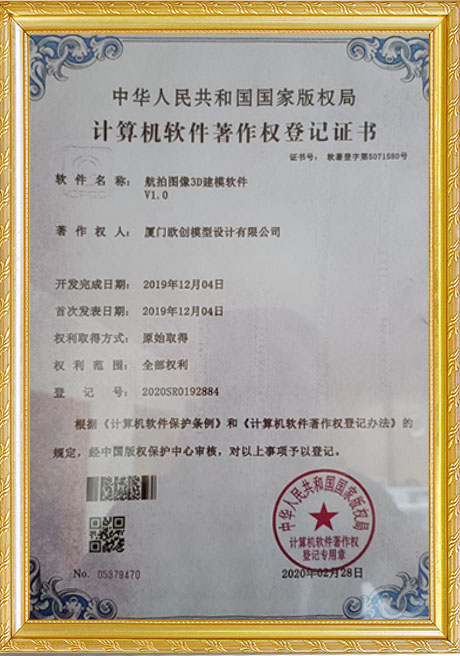 中华人民共和国国家版权局
计算机软件著作权登记证书
证书号： 软著登字第5071580号
软件名称： 航拍图像3D建模软件
V1.0
著作权人： 厦门欧创模型设计有限公司
开发完成日期： 2019年12月04日
首次发表日期： 2019年12月04日
权利取得方式： 原始取得
权利范围： 全部权利
登记号： 2020SR0192884
根据《计算机软件保护条例》和《计算机软件著作权登记办法》的
规定，经中国版权保护中心审核，对以上事项予以登记。
中华人民共和国国家版权局
计算机软件著作权
登记专用章
No. 05379470
2020年02月28日